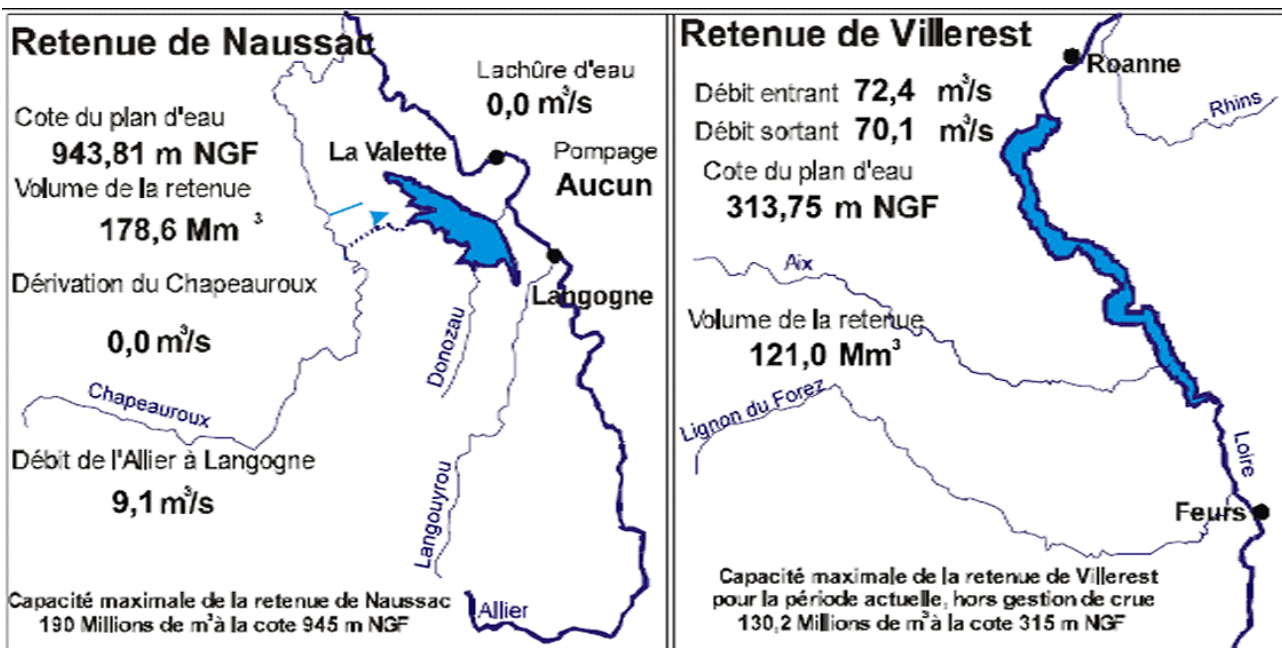 Retenue de Naussac
Lachûre d'eau
0,0 m³/s
Cote du plan d'eau
943,81 m NGF
La Valette
Pompage
Aucun
Volume de la retenue
178,6 Mm³
Dérivation du Chapeauroux
0,0 m³/s
Langogne
Donozau
Chapeauroux
Débit de l'Allier à Langogne
9,1 m³/s
Langouyrou
Allier
Capacité maximale de la retenue de Naussac
190 Millions de m³ à la cote 945 m NGF
Retenue de Villerest
Roanne
Débit entrant 72,4 m³/s
Débit sortant 70,1 m³/s
Rhins
Cote du plan d'eau
313,75 m NGF
Aix
Volume de la retenue
121,0 Mm³
Lignon du Forez
Loire
Feurs
Capacité maximale de la retenue de Villerest
pour la période actuelle, hors gestion de crue
130,2 Millions de m³ à la cote 315 m NGF